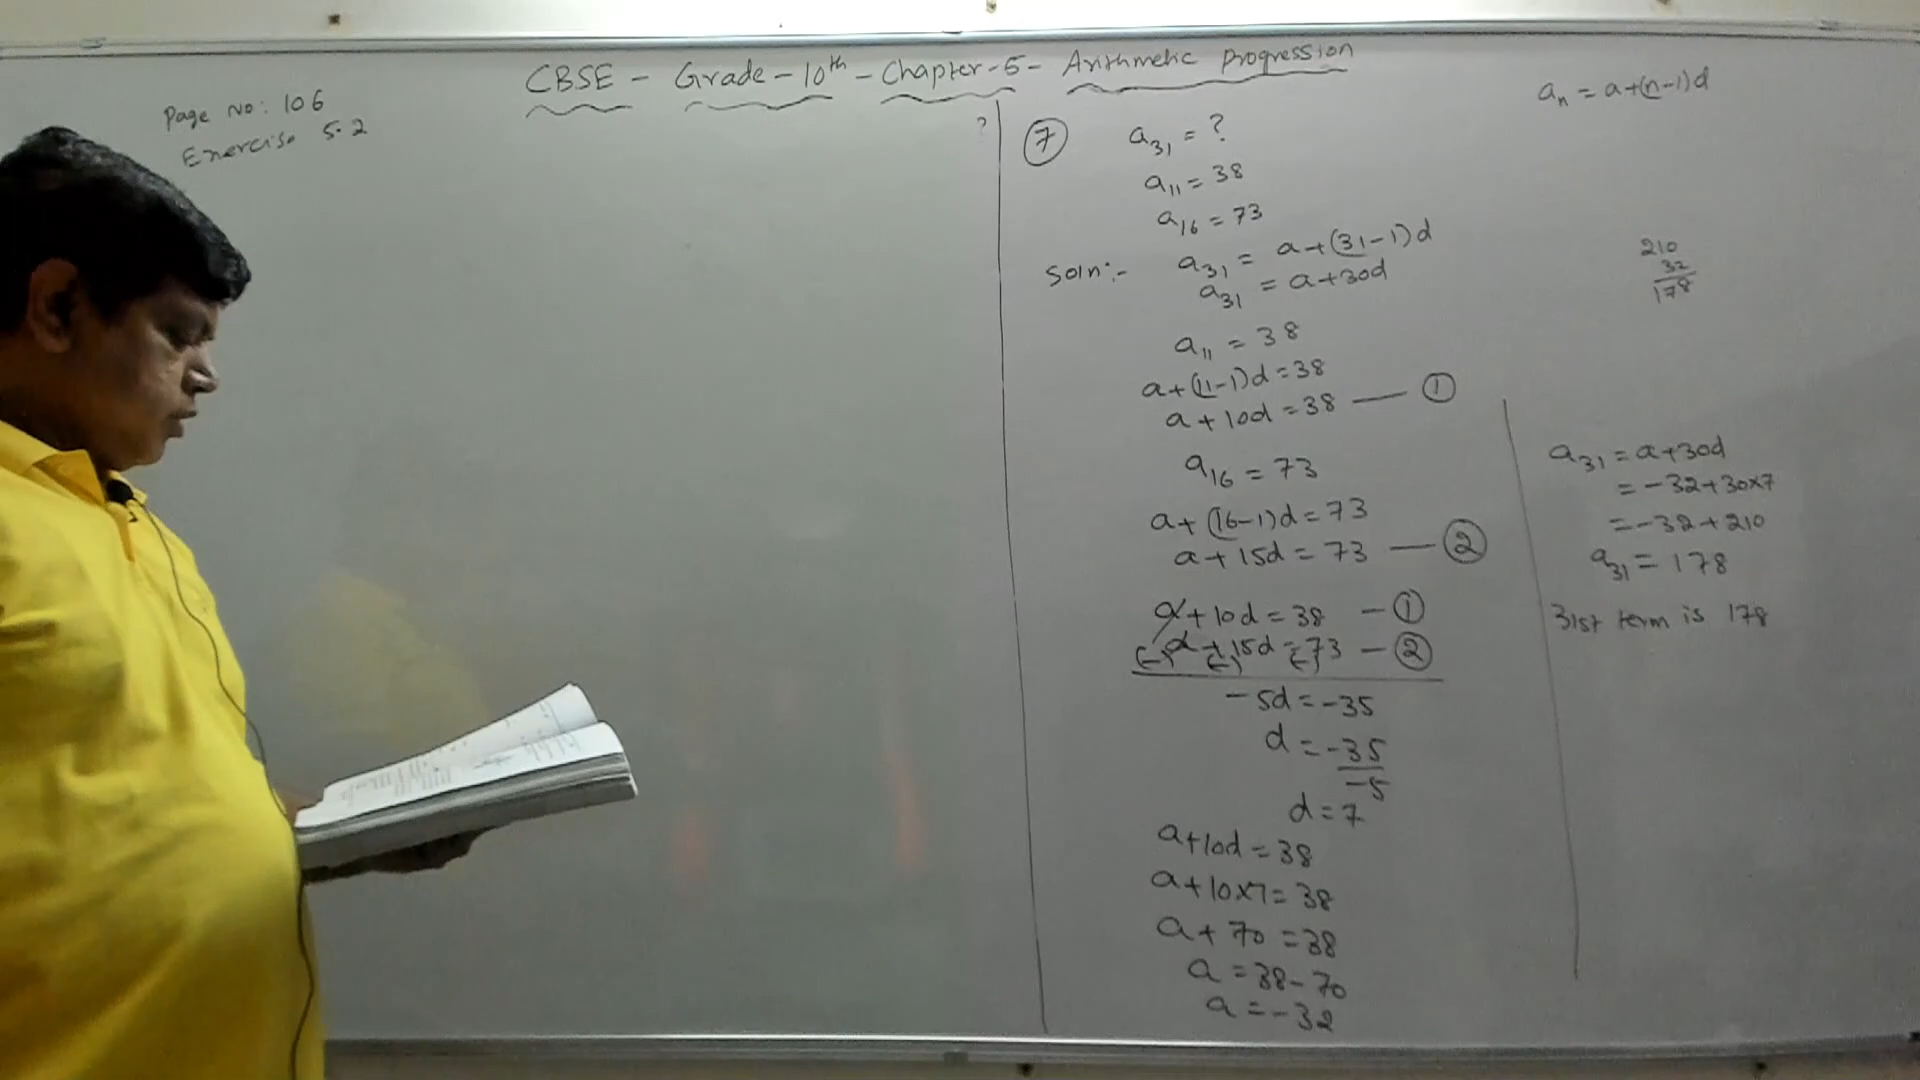 CBSE - Grade - 10th - Chapter - 5 - Arithmetic Progression
Page No: 106
Exercise 5.2
?
aₙ = a+(n-1)d
⑦
a₃₁ = ?
a₁₁ = 38
a₁₆ = 73
Soln:- a₃₁ = a+(31-1)d
a₃₁ = a+30d
a₁₁ = 38
a+(11-1)d=38
a+10d=38 — ①
a₁₆ = 73
a+(16-1)d=73
a+15d=73 — ②
a+10d=38 - ①
a+15d=73 - ②
(-) (-) (-)
-5d=-35
d=-35
-5
d=7
a+10d=38
a+10×7=38
a+70=38
a=38-70
a=-32
210
32
178
a₃₁=a+30d
=-32+30×7
=-32+210
a₃₁=178
31st term is 178